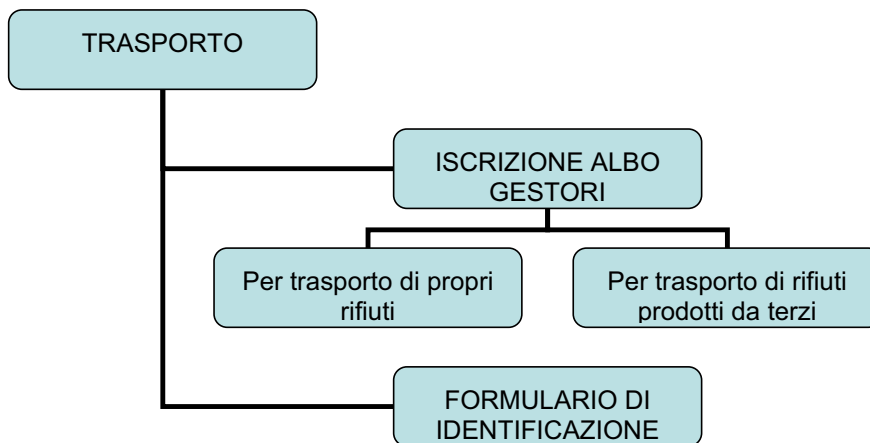 TRASPORTO
ISCRIZIONE ALBO
GESTORI
Per trasporto di propri
rifiuti
Per trasporto di rifiuti
prodotti da terzi
FORMULARIO DI
IDENTIFICAZIONE